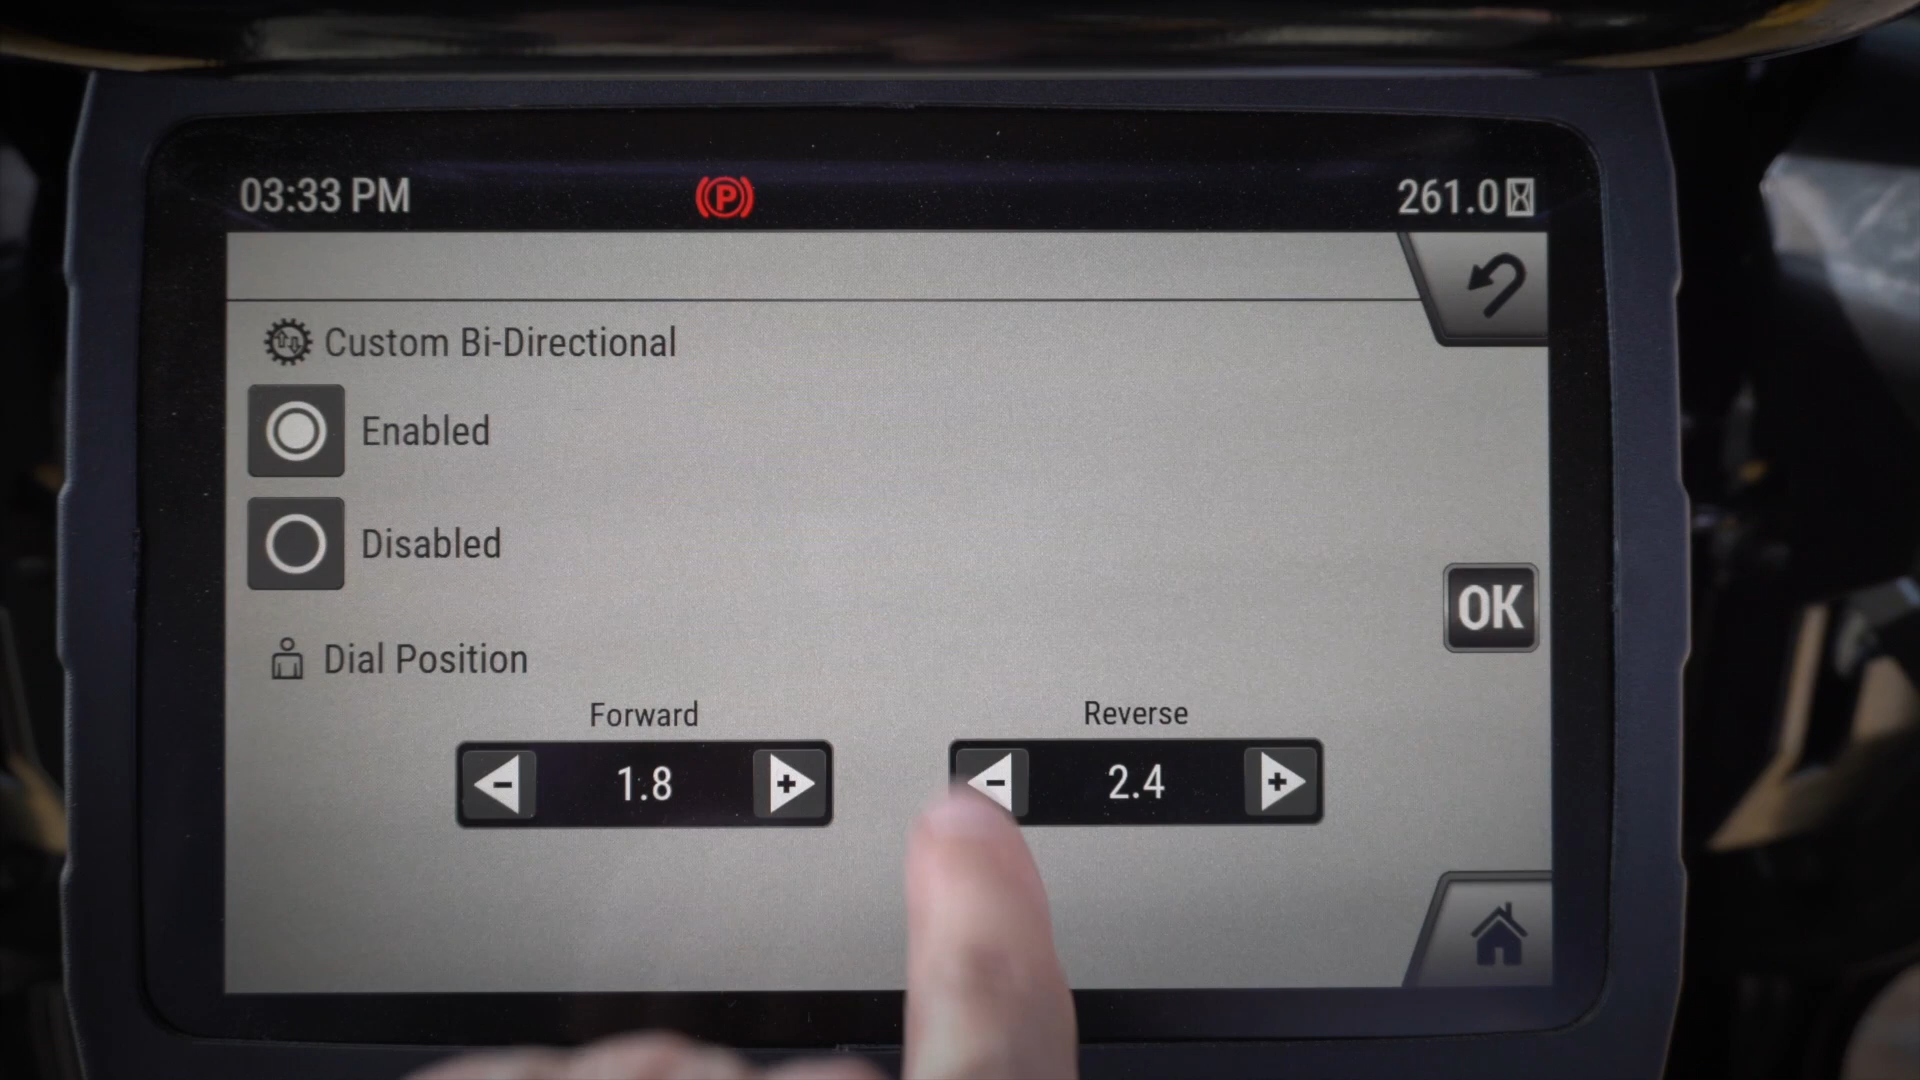 03:33 PM
P
261.0
Custom Bi-Directional
Enabled
Disabled
OK
Dial Position
Forward
Reverse
- 1.8 +
- 2.4 +